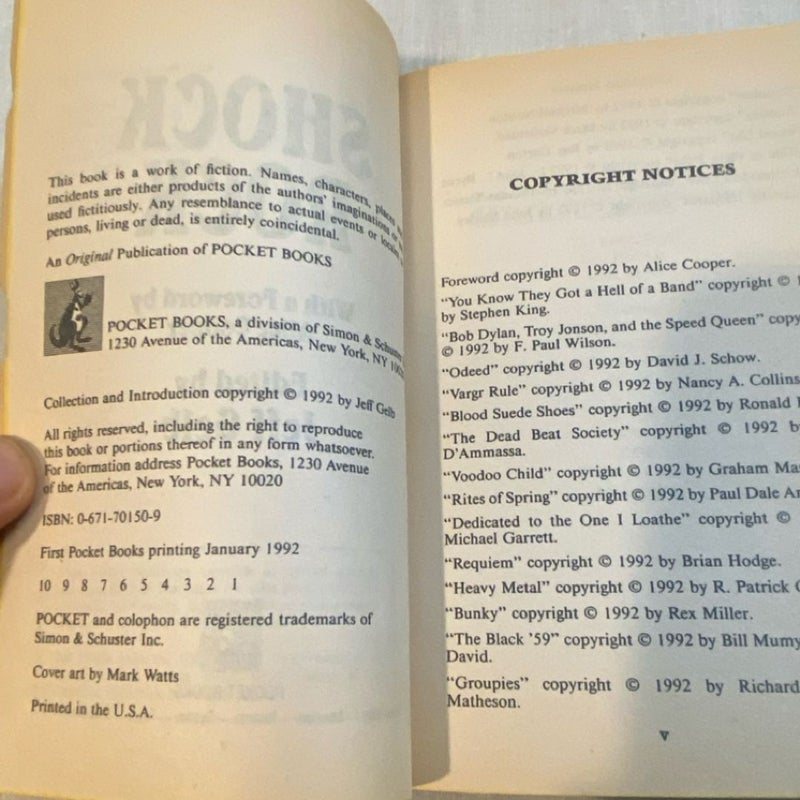 This book is a work of fiction. Names, characters, places
incidents are either products of the authors' imaginations or
used fictitiously. Any resemblance to actual events or locales
persons, living or dead, is entirely coincidental.
An Original Publication of POCKET BOOKS
POCKET BOOKS, a division of Simon & Schuster
1230 Avenue of the Americas, New York, NY
Collection and Introduction copyright © 1992 by Jeff Gelb
All rights reserved, including the right to reproduce
this book or portions thereof in any form whatsoever.
For information address Pocket Books, 1230 Avenue
of the Americas, New York, NY 10020
ISBN: 0-671-70150-9
First Pocket Books printing January 1992
10 9 8 7 6 5 4 3 2 1
POCKET and colophon are registered trademarks of
Simon & Schuster Inc.
Cover art by Mark Watts
Printed in the U.S.A.
COPYRIGHT NOTICES
Foreword copyright © 1992 by Alice Cooper.
"You Know They Got a Hell of a Band" copyright ©
by Stephen King.
"Bob Dylan, Troy Jonson, and the Speed Queen" copy
© 1992 by F. Paul Wilson.
"Odeed" copyright © 1992 by David J. Schow.
"Vargr Rule" copyright © 1992 by Nancy A. Collins
"Blood Suede Shoes" copyright © 1992 by Ronald
"The Dead Beat Society" copyright © 1992 b
D'Ammassa.
"Voodoo Child" copyright © 1992 by Graham Ma
"Rites of Spring" copyright © 1992 by Paul Dale A
"Dedicated to the One I Loathe" copyright ©
Michael Garrett.
"Requiem" copyright © 1992 by Brian Hodge.
"Heavy Metal" copyright © 1992 by R. Patrick
"Bunky" copyright © 1992 by Rex Miller.
"The Black '59" copyright © 1992 by Bill Mumy
David.
"Groupies" copyright © 1992 by Richard
Matheson.
v